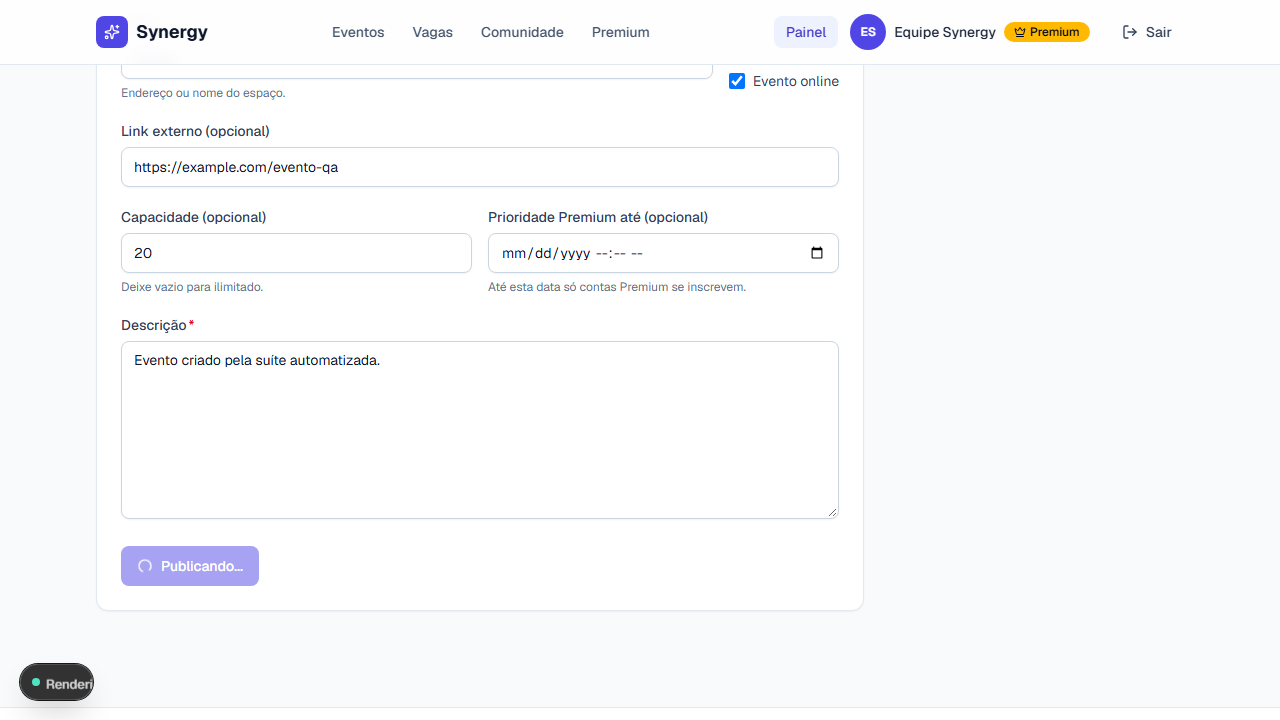 Synergy
Eventos
Vagas
Comunidade
Premium
Painel
ES
Equipe Synergy
Premium
Sair
Evento online
Endereço ou nome do espaço.
Link externo (opcional)
https://example.com/evento-qa
Capacidade (opcional)
Prioridade Premium até (opcional)
20
mm/dd/yyyy --:-- --
Deixe vazio para ilimitado.
Até esta data só contas Premium se inscrevem.
Descrição*
Evento criado pela suíte automatizada.
Publicando...
Renderi